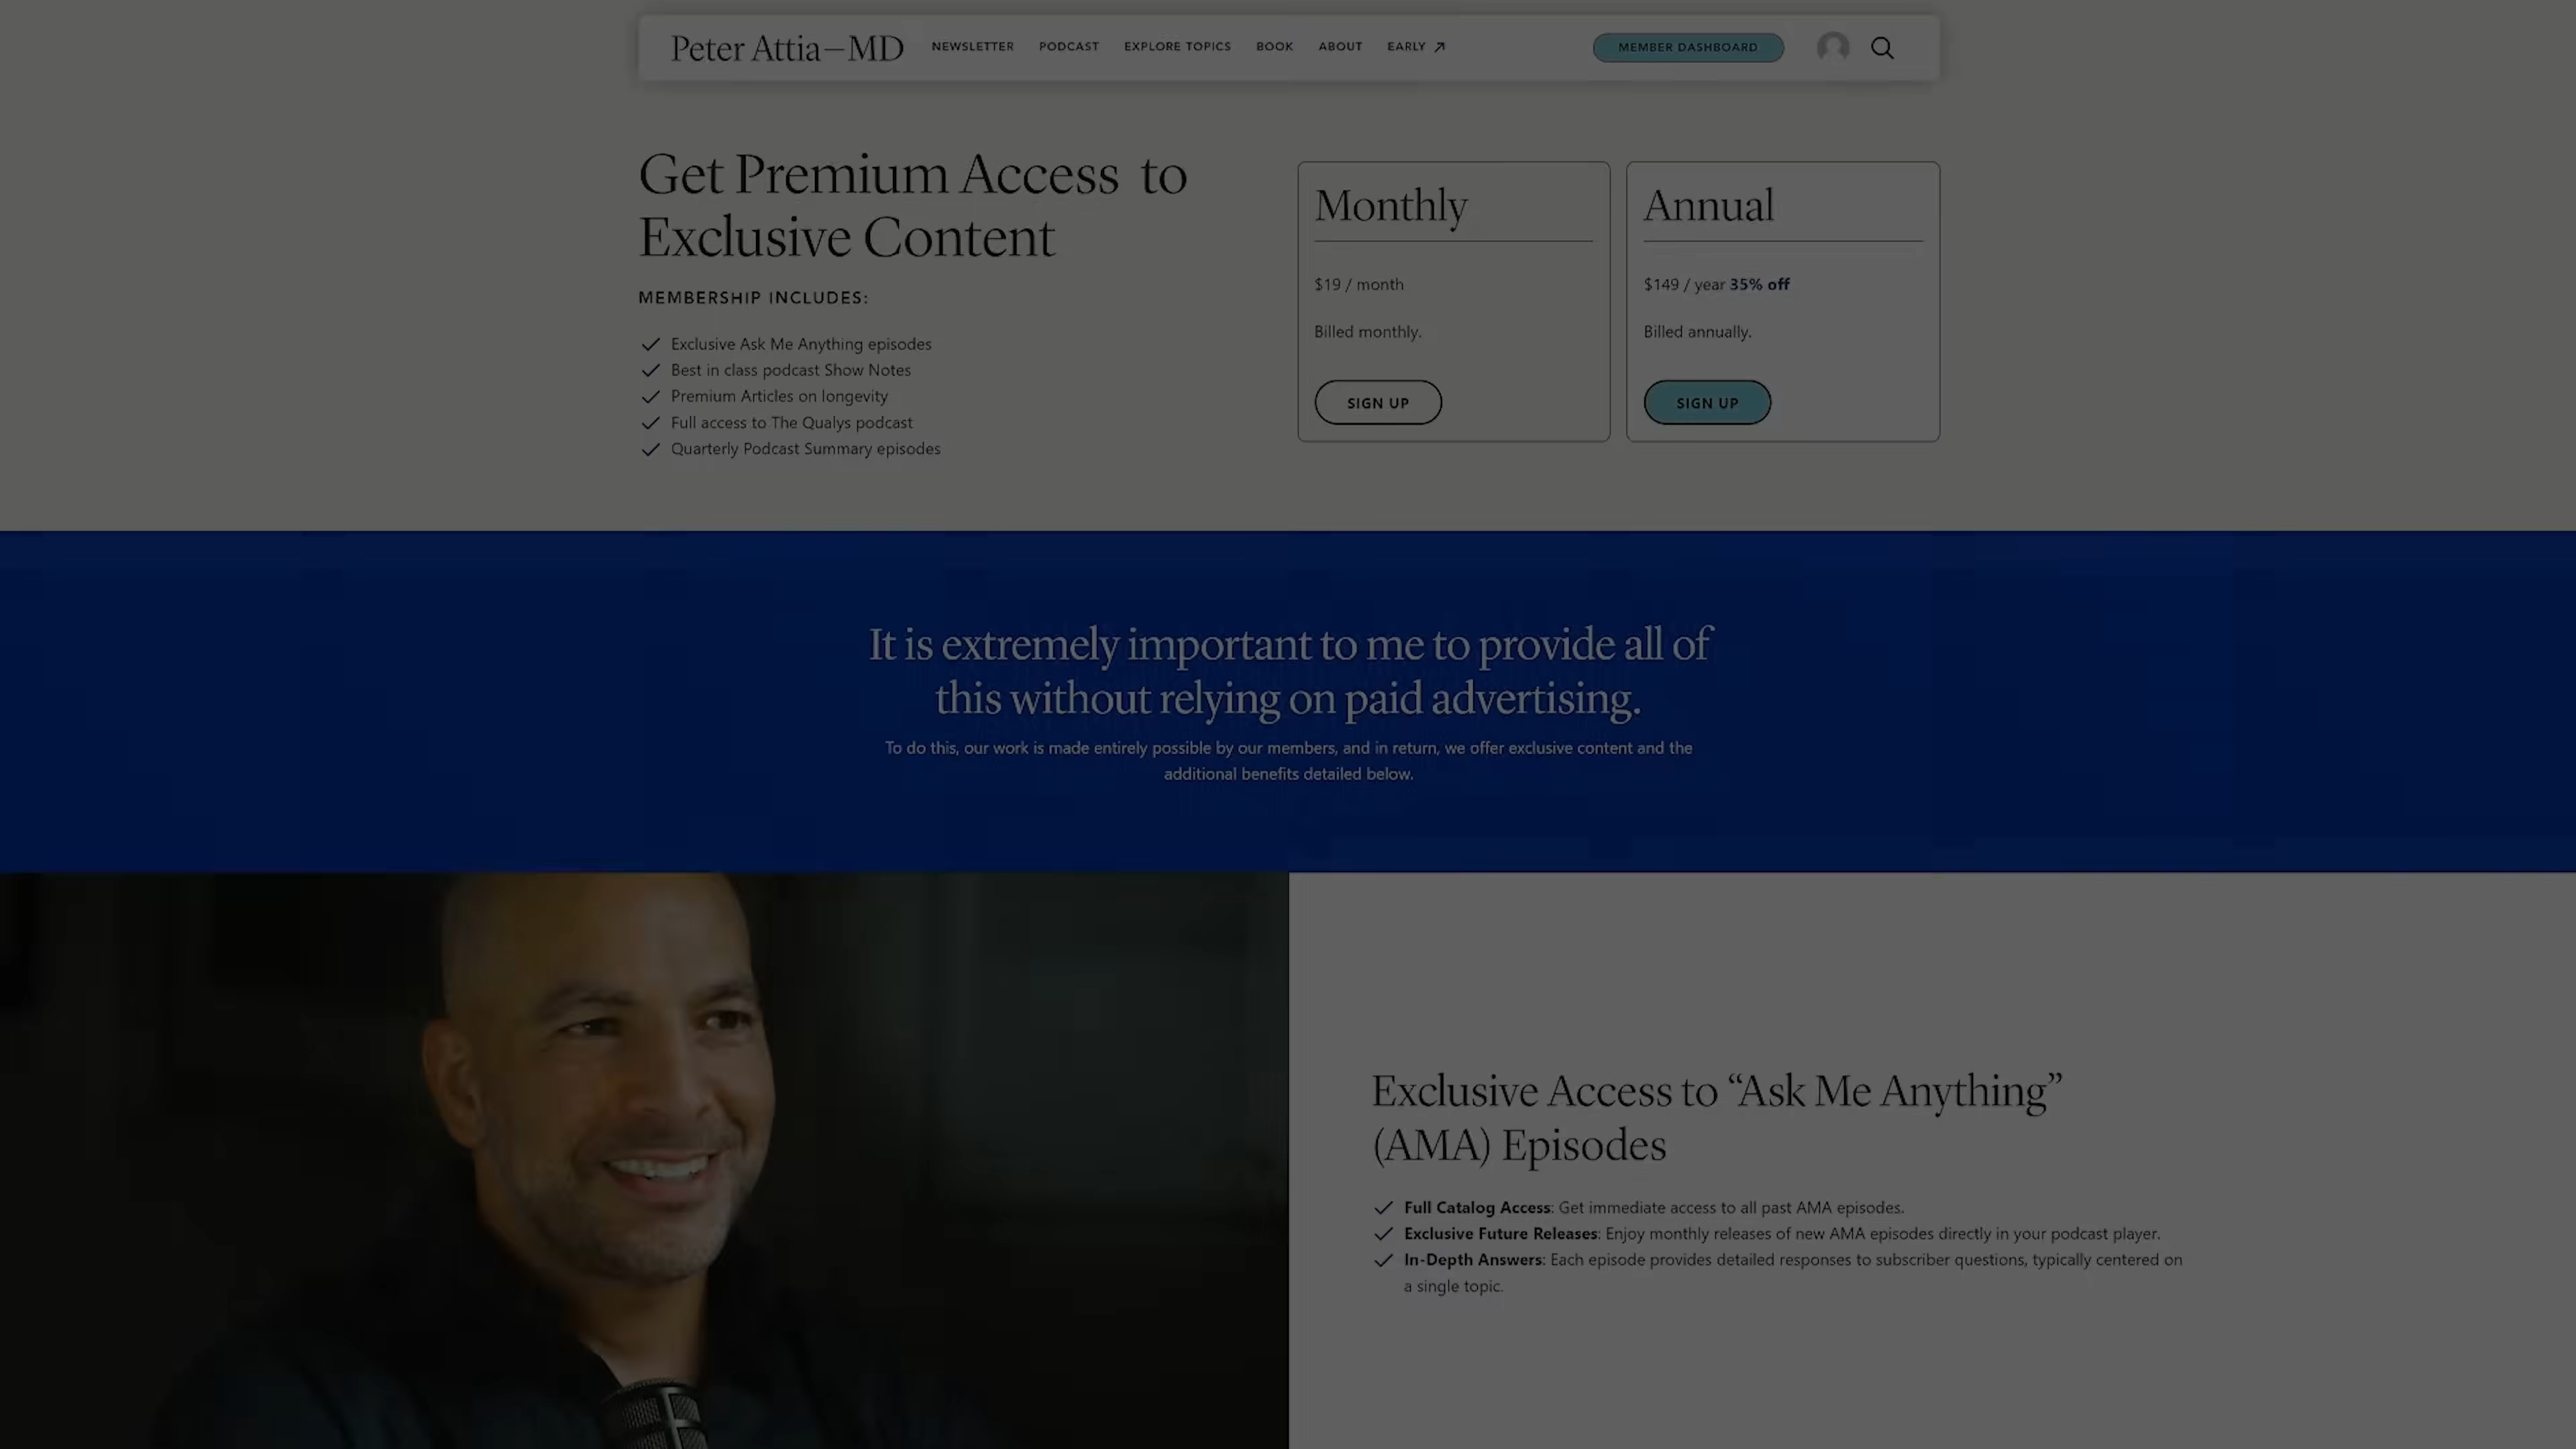 Peter Attia—MD
NEWSLETTER
PODCAST
EXPLORE TOPICS
BOOK
ABOUT
EARLY
MEMBER DASHBOARD
Get Premium Access to
Exclusive Content
MEMBERSHIP INCLUDES:
Exclusive Ask Me Anything episodes
Best in class podcast Show Notes
Premium Articles on longevity
Full access to The Qualys podcast
Quarterly Podcast Summary episodes
Monthly
$19 / month
Billed monthly.
SIGN UP
Annual
$149 / year 35% off
Billed annually.
SIGN UP
It is extremely important to me to provide all of
this without relying on paid advertising.
To do this, our work is made entirely possible by our members, and in return, we offer exclusive content and the
additional benefits detailed below.
Exclusive Access to “Ask Me Anything”
(AMA) Episodes
Full Catalog Access: Get immediate access to all past AMA episodes.
Exclusive Future Releases: Enjoy monthly releases of new AMA episodes directly in your podcast player.
In-Depth Answers: Each episode provides detailed responses to subscriber questions, typically centered on
a single topic.